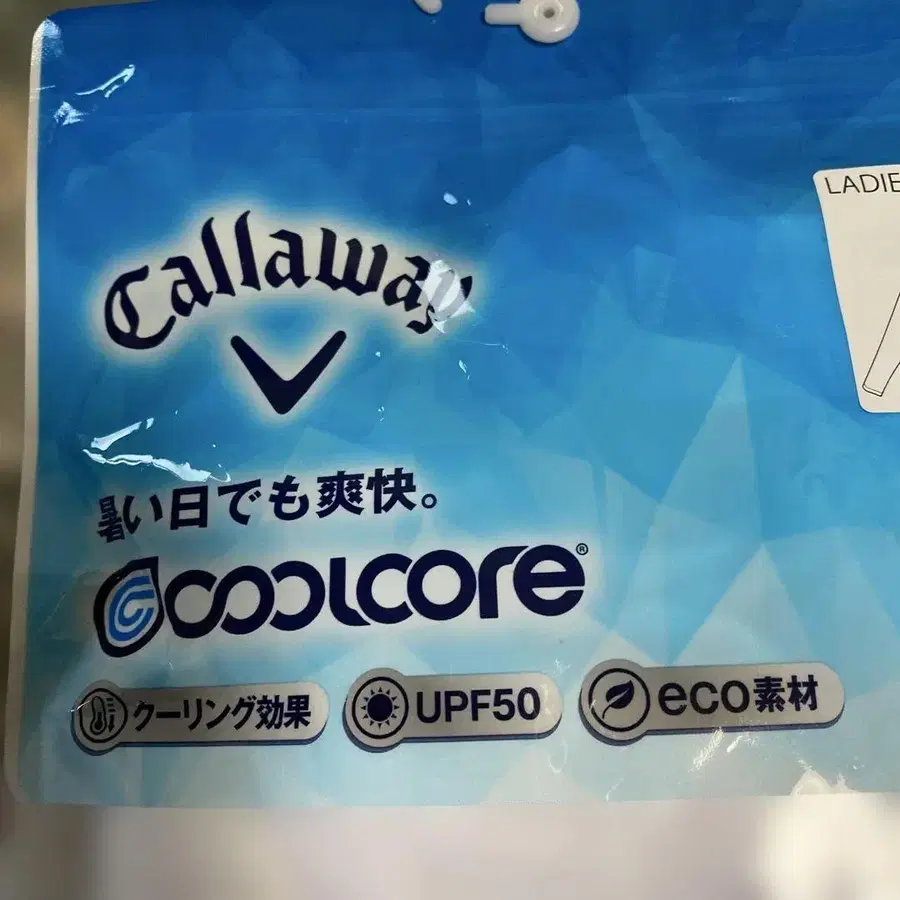 LADIE
Callaway
暑い日でも爽快。
coolcore®
クーリング効果
UPF50
eco素材